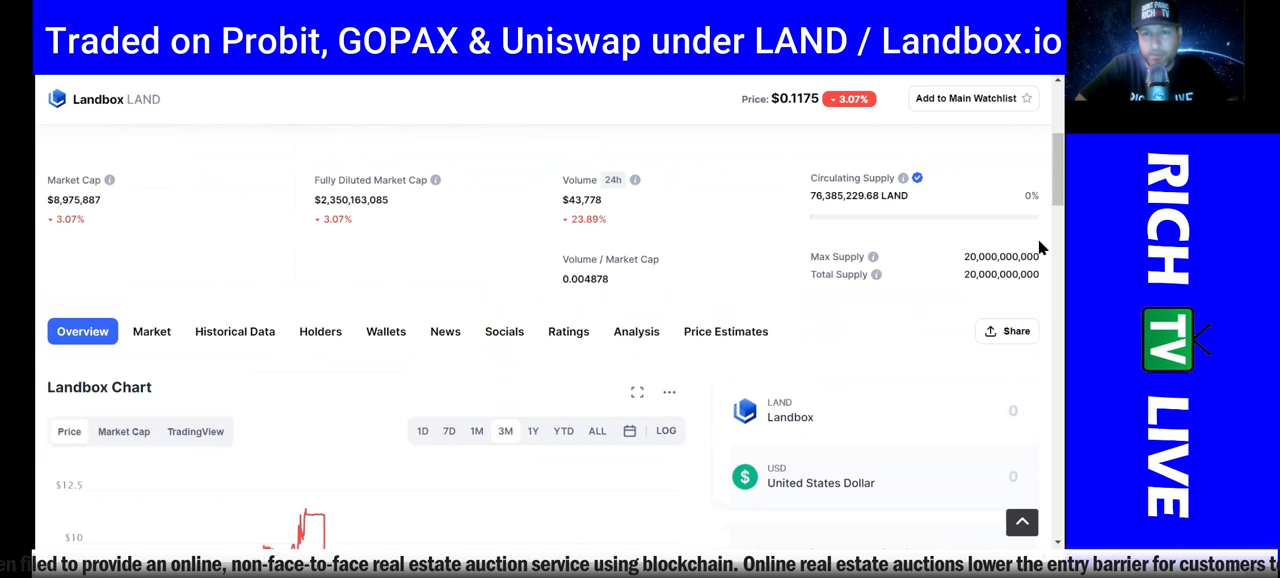 Traded on Probit, GOPAX & Uniswap under LAND / Landbox.io
Landbox LAND
Price: $0.1175 3.07%
Add to Main Watchlist
Market Cap
$8,975,887
3.07%
Fully Diluted Market Cap
$2,350,163,085
3.07%
Volume 24h
$43,778
23.89%
Volume / Market Cap
0.004878
Circulating Supply
76,385,229.68 LAND 0%
Max Supply 20,000,000,000
Total Supply 20,000,000,000
Overview Market Historical Data Holders Wallets News Socials Ratings Analysis Price Estimates Share
Landbox Chart
Price Market Cap TradingView
1D 7D 1M 3M 1Y YTD ALL LOG
$12.5
$10
LAND
Landbox 0
USD
United States Dollar 0
RICH TV LIVE
filed to provide an online, non-face-to-face real estate auction service using blockchain. Online real estate auctions lower the entry barrier for customers